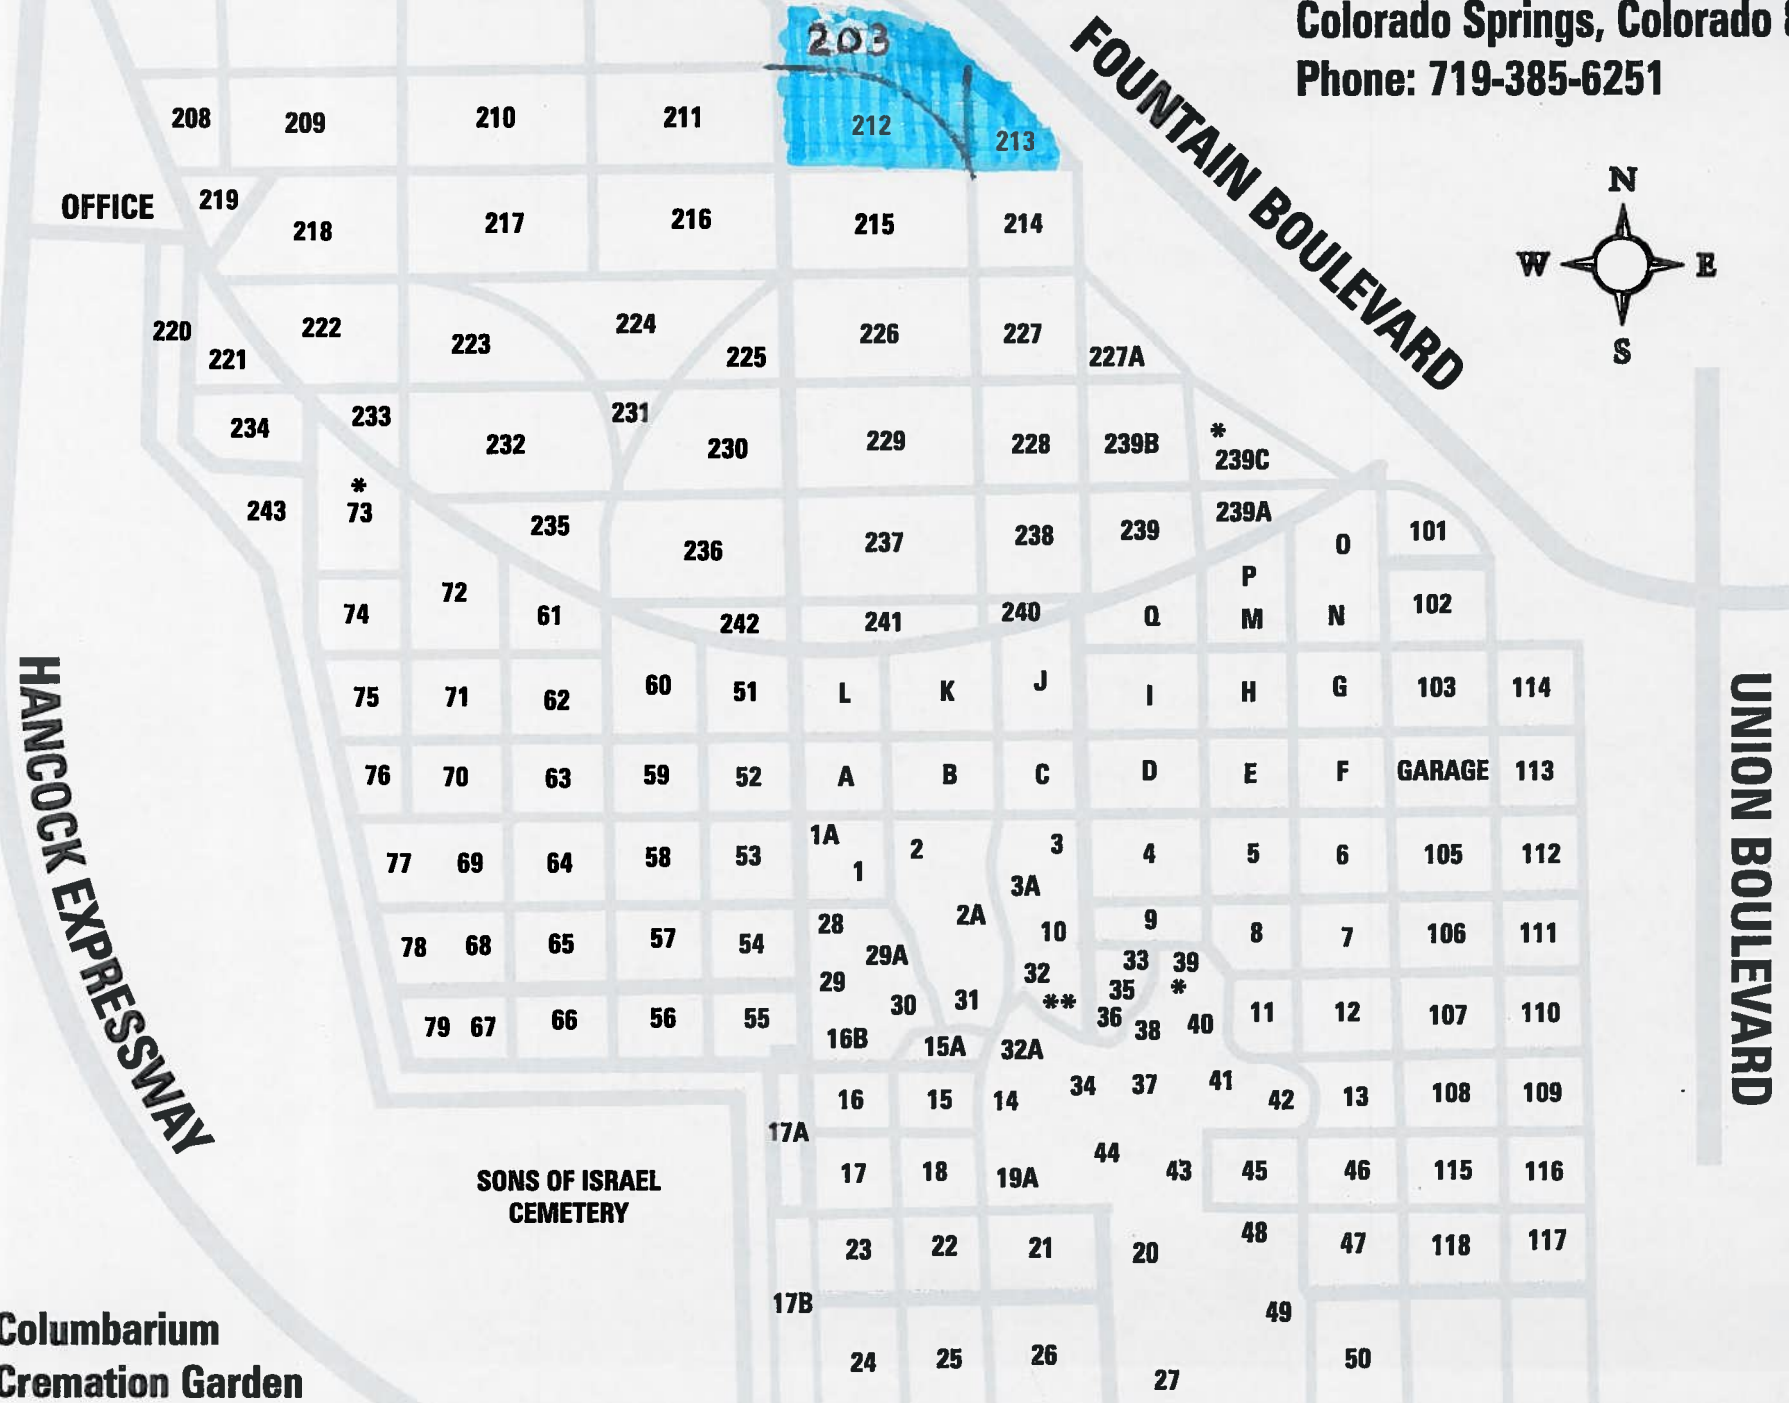 Colorado Springs, Colorado
Phone: 719-385-6251
FOUNTAIN BOULEVARD
203
208 209 210 211 212 213
OFFICE
219 218 217 216 215 214
N
W E
S
220 221 222 223 224 225 226 227 227A
234 233 232 231 230 229 228 239B * 239C
243 * 73 235 236 237 238 239 239A O 101
74 72 61 242 241 240 Q P M N 102
HANCOCK EXPRESSWAY
UNION BOULEVARD
75 71 62 60 51 L K J I H G 103 114
76 70 63 59 52 A B C D E F GARAGE 113
77 69 64 58 53 1A 1 2 3 3A 4 5 6 105 112
78 68 65 57 54 28 29A 29 2A 10 32 9 33 39 8 7 106 111
79 67 66 56 55 16B 30 31 ** 35 * 36 38 40 11 12 107 110
15A 32A
16 15 14 34 37 41 42 13 108 109
17A
17 18 19A 44 43 45 46 115 116
SONS OF ISRAEL
CEMETERY
23 22 21 20 48 47 118 117
17B 49
24 25 26 27 50
Columbarium
Cremation Garden